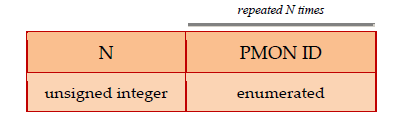 repeated N times
N PMON ID
unsigned integer enumerated